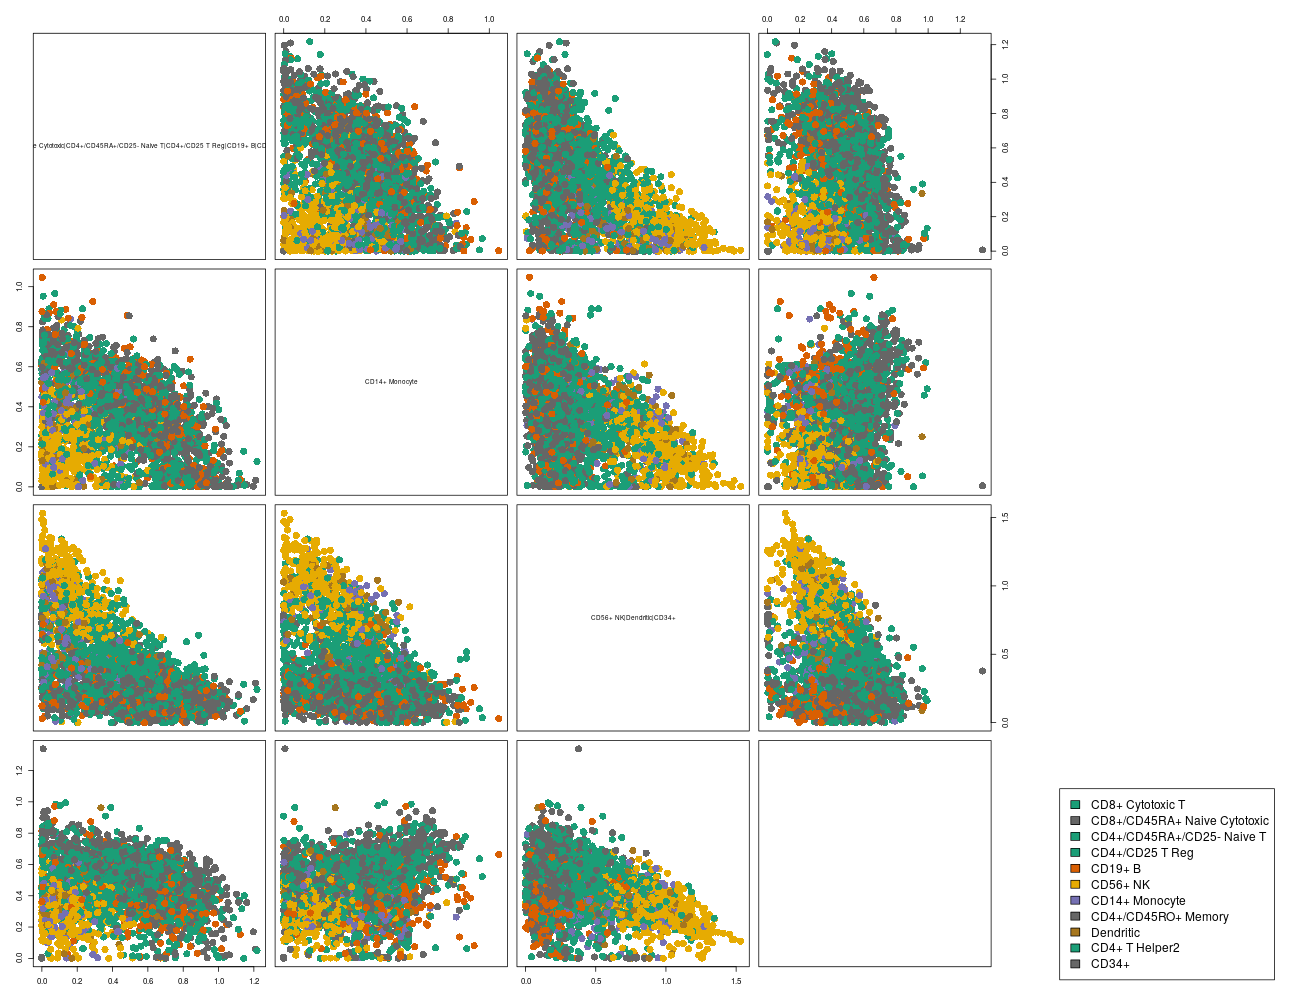 0.0 0.2 0.4 0.6 0.8 1.0
0.0 0.2 0.4 0.6 0.8 1.0 1.2
e Cytotoxic|CD4+/CD45RA+/CD25- Naive T|CD4+/CD25 T Reg|CD19+ B|CD
0.0 0.2 0.4 0.6 0.8 1.0 1.2
0.0 0.2 0.4 0.6 0.8 1.0
CD14+ Monocyte
CD56+ NK|Dendritic|CD34+
0.0 0.5 1.0 1.5
0.0 0.2 0.4 0.6 0.8 1.0 1.2
0.0 0.2 0.4 0.6 0.8 1.0 1.2
0.0 0.5 1.0 1.5
CD8+ Cytotoxic T
CD8+/CD45RA+ Naive Cytotoxic
CD4+/CD45RA+/CD25- Naive T
CD4+/CD25 T Reg
CD19+ B
CD56+ NK
CD14+ Monocyte
CD4+/CD45RO+ Memory
Dendritic
CD4+ T Helper2
CD34+